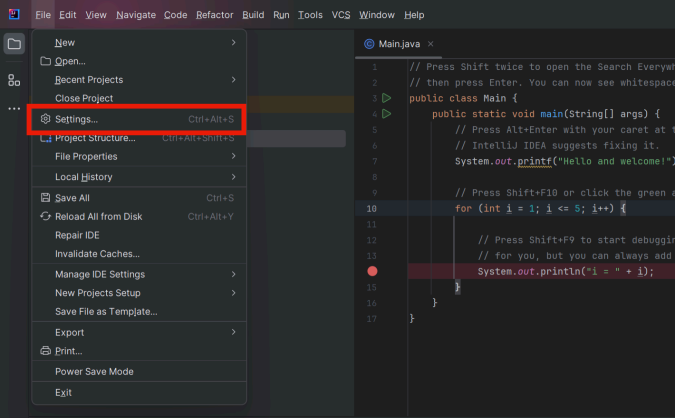 File Edit View Navigate Code Refactor Build Run Tools VCS Window Help
New
Open...
Recent Projects
Close Project
Settings... Ctrl+Alt+S
Project Structure... Ctrl+Alt+Shift+S
File Properties
Local History
Save All Ctrl+S
Reload All from Disk Ctrl+Alt+Y
Repair IDE
Invalidate Caches...
Manage IDE Settings
New Projects Setup
Save File as Template...
Export
Print...
Power Save Mode
Exit
Main.java
1 // Press Shift twice to open the Search Everywh
2 // then press Enter. You can now see whitespace
3 public class Main {
4 public static void main(String[] args) {
5 // Press Alt+Enter with your caret at t
6 // IntelliJ IDEA suggests fixing it.
7 System.out.printf("Hello and welcome!")
8
9 // Press Shift+F10 or click the green a
10 for (int i = 1; i <= 5; i++) {
11
12 // Press Shift+F9 to start debuggin
13 // for you, but you can always add
System.out.println("i = " + i);
15 }
16 }
17 }